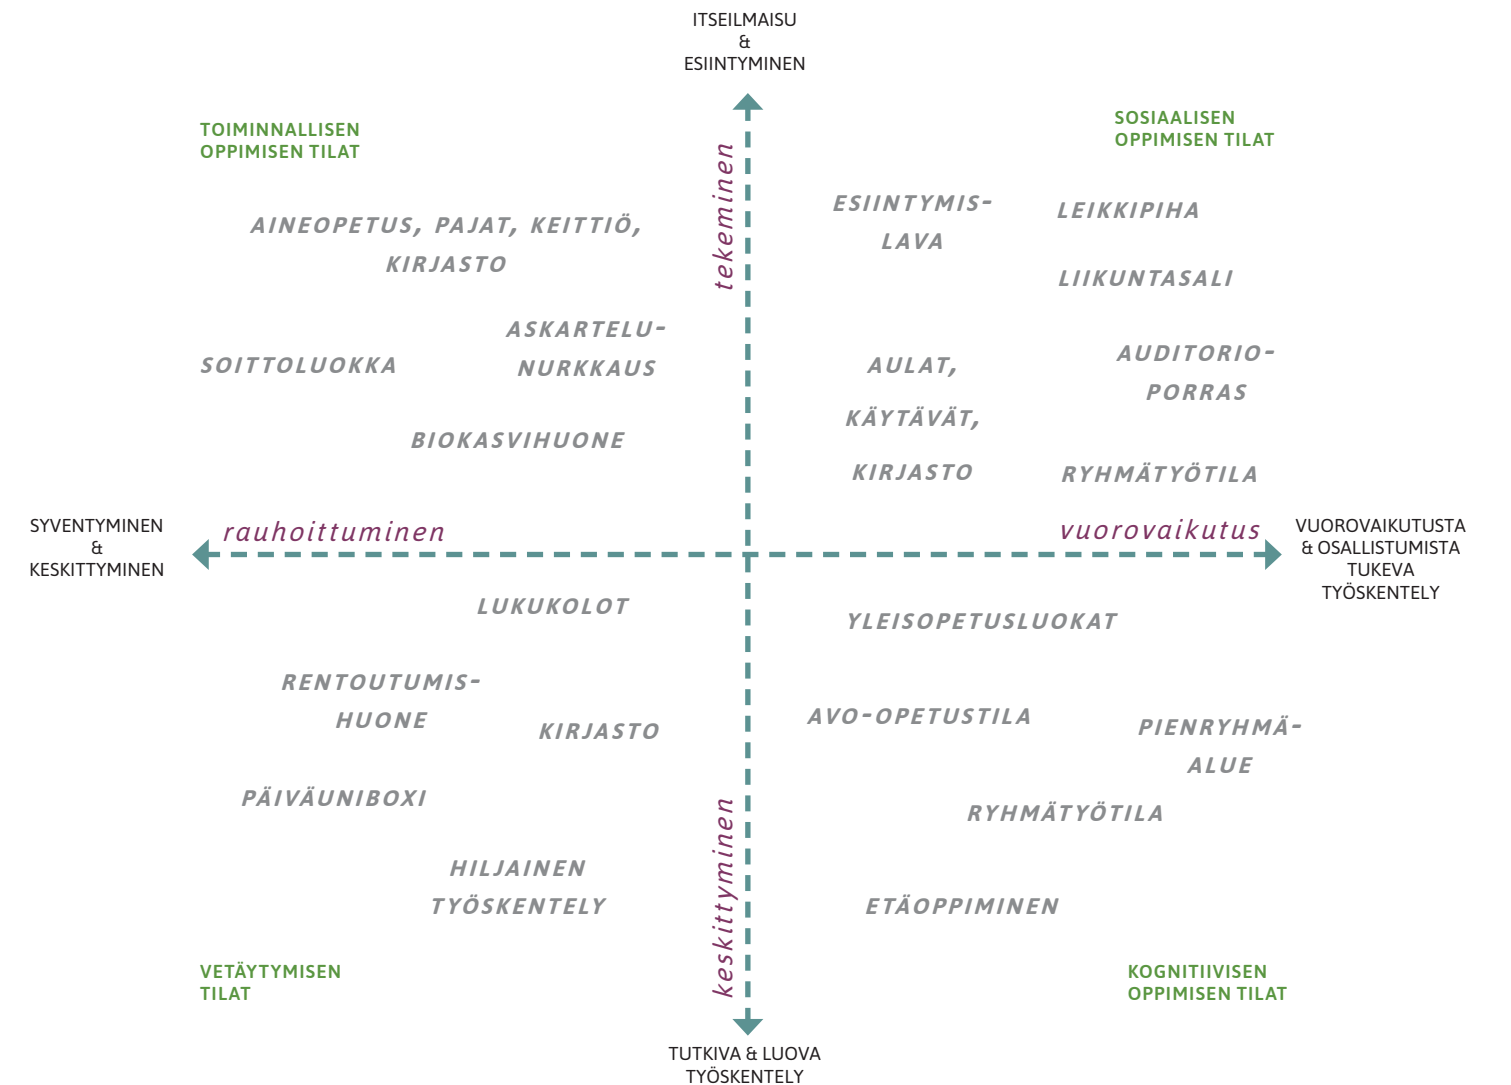 ITSEILMAISU
&
ESIINTYMINEN
TOIMINNALLISEN
OPPIMISEN TILAT
SOSIAALISEN
OPPIMISEN TILAT
tekeminen
AINEOPETUS, PAJAT, KEITTIÖ,
KIRJASTO
ASKARTELU-
NURKKAUS
SOITTOLUOKKA
BIOKASVIHUONE
ESIINTYMIS-
LAVA
LEIKKIPIHA
LIIKUNTASALI
AULAT,
KÄYTÄVÄT,
KIRJASTO
AUDITORIO-
PORRAS
RYHMÄTYÖTILA
SYVENTYMINEN
&
KESKITTYMINEN
rauhoittuminen
vuorovaikutus
VUOROVAIKUTUSTA
& OSALLISTUMISTA
TUKEVA
TYÖSKENTELY
LUKUKOLOT
RENTOUTUMIS-
HUONE
KIRJASTO
PÄIVÄUNIBOXI
HILJAINEN
TYÖSKENTELY
YLEISOPETUSLUOKAT
AVO-OPETUSTILA
PIENRYHMÄ-
ALUE
RYHMÄTYÖTILA
ETÄOPPIMINEN
keskittyminen
VETÄYTYMISEN
TILAT
KOGNITIIVISEN
OPPIMISEN TILAT
TUTKIVA & LUOVA
TYÖSKENTELY